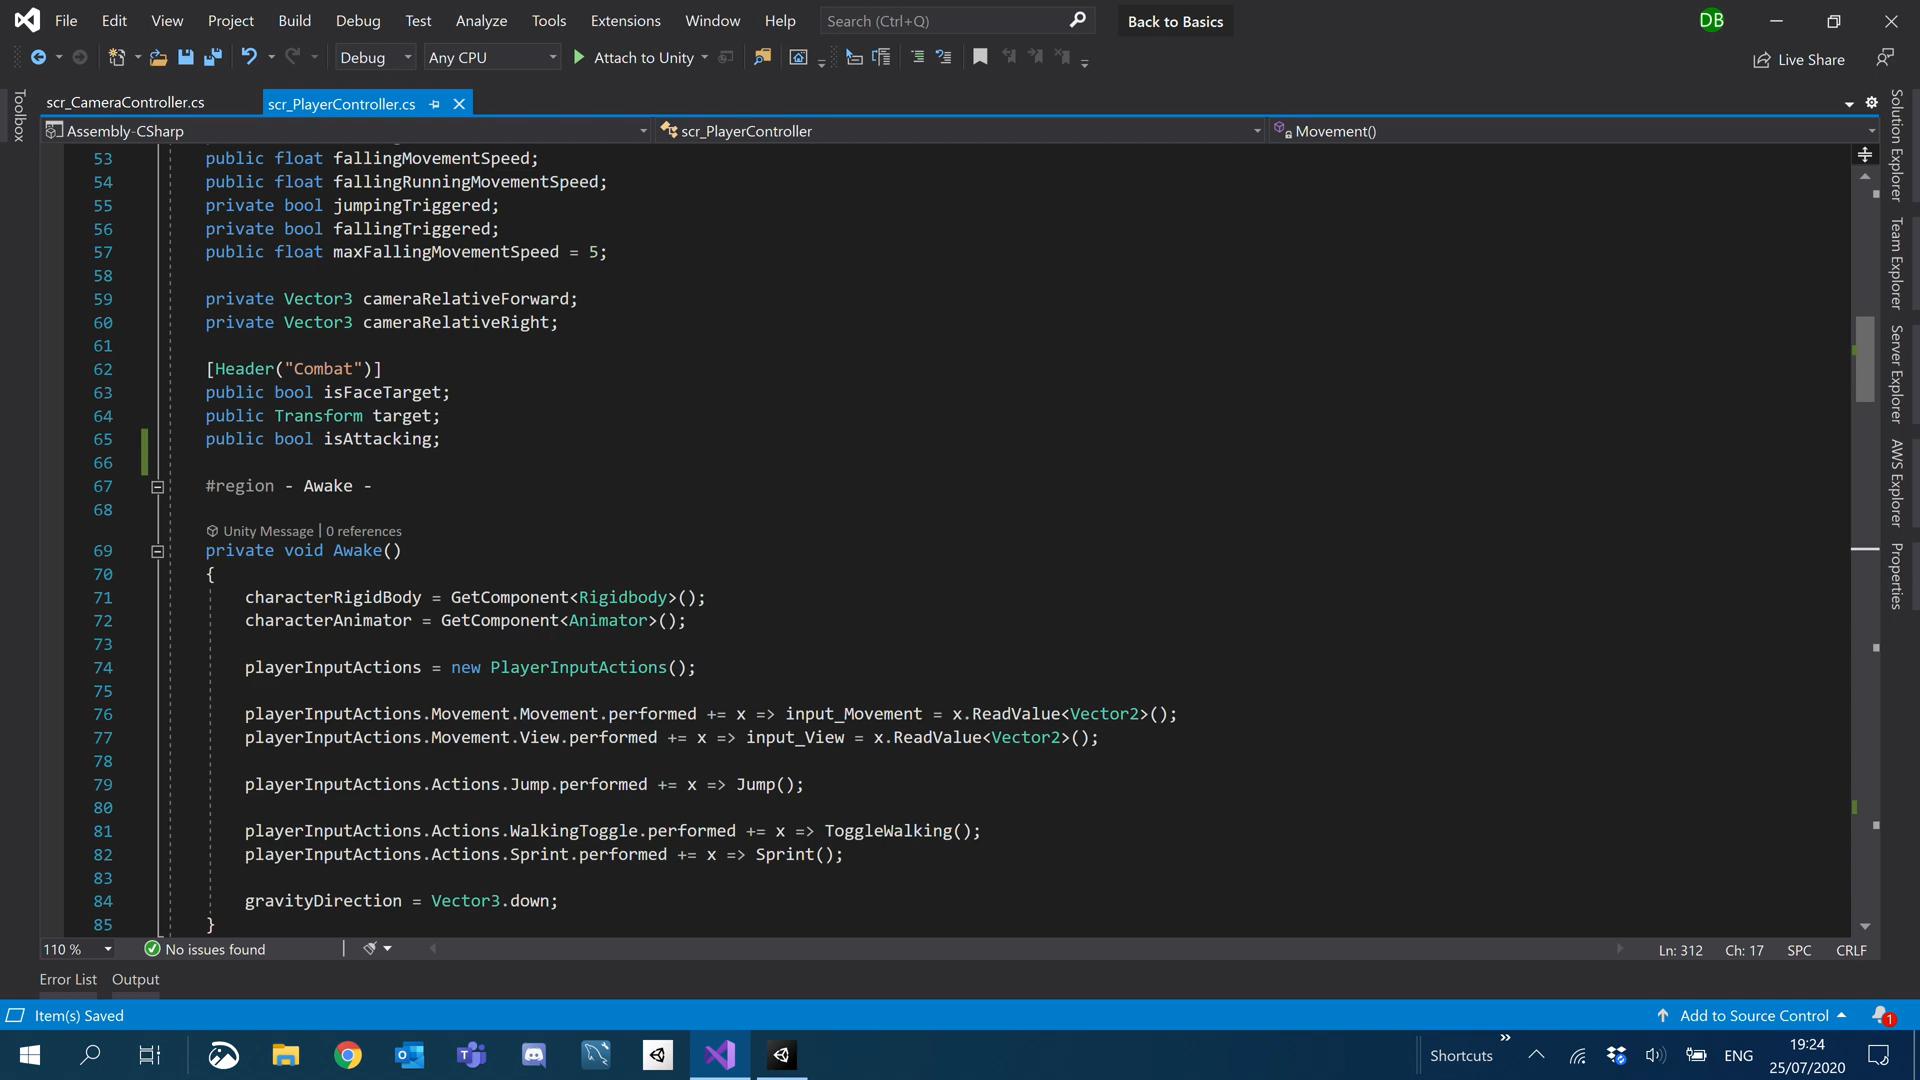 File Edit View Project Build Debug Test Analyze Tools Extensions Window Help Search (Ctrl+Q) Back to Basics DB
Debug Any CPU Attach to Unity Live Share
Toolbox
scr_CameraController.cs scr_PlayerController.cs
Assembly-CSharp scr_PlayerController Movement()
53 public float fallingMovementSpeed;
54 public float fallingRunningMovementSpeed;
55 private bool jumpingTriggered;
56 private bool fallingTriggered;
57 public float maxFallingMovementSpeed = 5;
58
59 private Vector3 cameraRelativeForward;
60 private Vector3 cameraRelativeRight;
61
62 [Header("Combat")]
63 public bool isFaceTarget;
64 public Transform target;
65 public bool isAttacking;
66
67 #region - Awake -
68
Unity Message | 0 references
69 private void Awake()
70 {
71 characterRigidBody = GetComponent<Rigidbody>();
72 characterAnimator = GetComponent<Animator>();
73
74 playerInputActions = new PlayerInputActions();
75
76 playerInputActions.Movement.Movement.performed += x => input_Movement = x.ReadValue<Vector2>();
77 playerInputActions.Movement.View.performed += x => input_View = x.ReadValue<Vector2>();
78
79 playerInputActions.Actions.Jump.performed += x => Jump();
80
81 playerInputActions.Actions.WalkingToggle.performed += x => ToggleWalking();
82 playerInputActions.Actions.Sprint.performed += x => Sprint();
83
84 gravityDirection = Vector3.down;
85 }
Solution Explorer
Team Explorer
Server Explorer
AWS Explorer
Properties
110 % No issues found Ln: 312 Ch: 17 SPC CRLF
Error List Output
Item(s) Saved Add to Source Control 1
Shortcuts ENG 19:24
25/07/2020